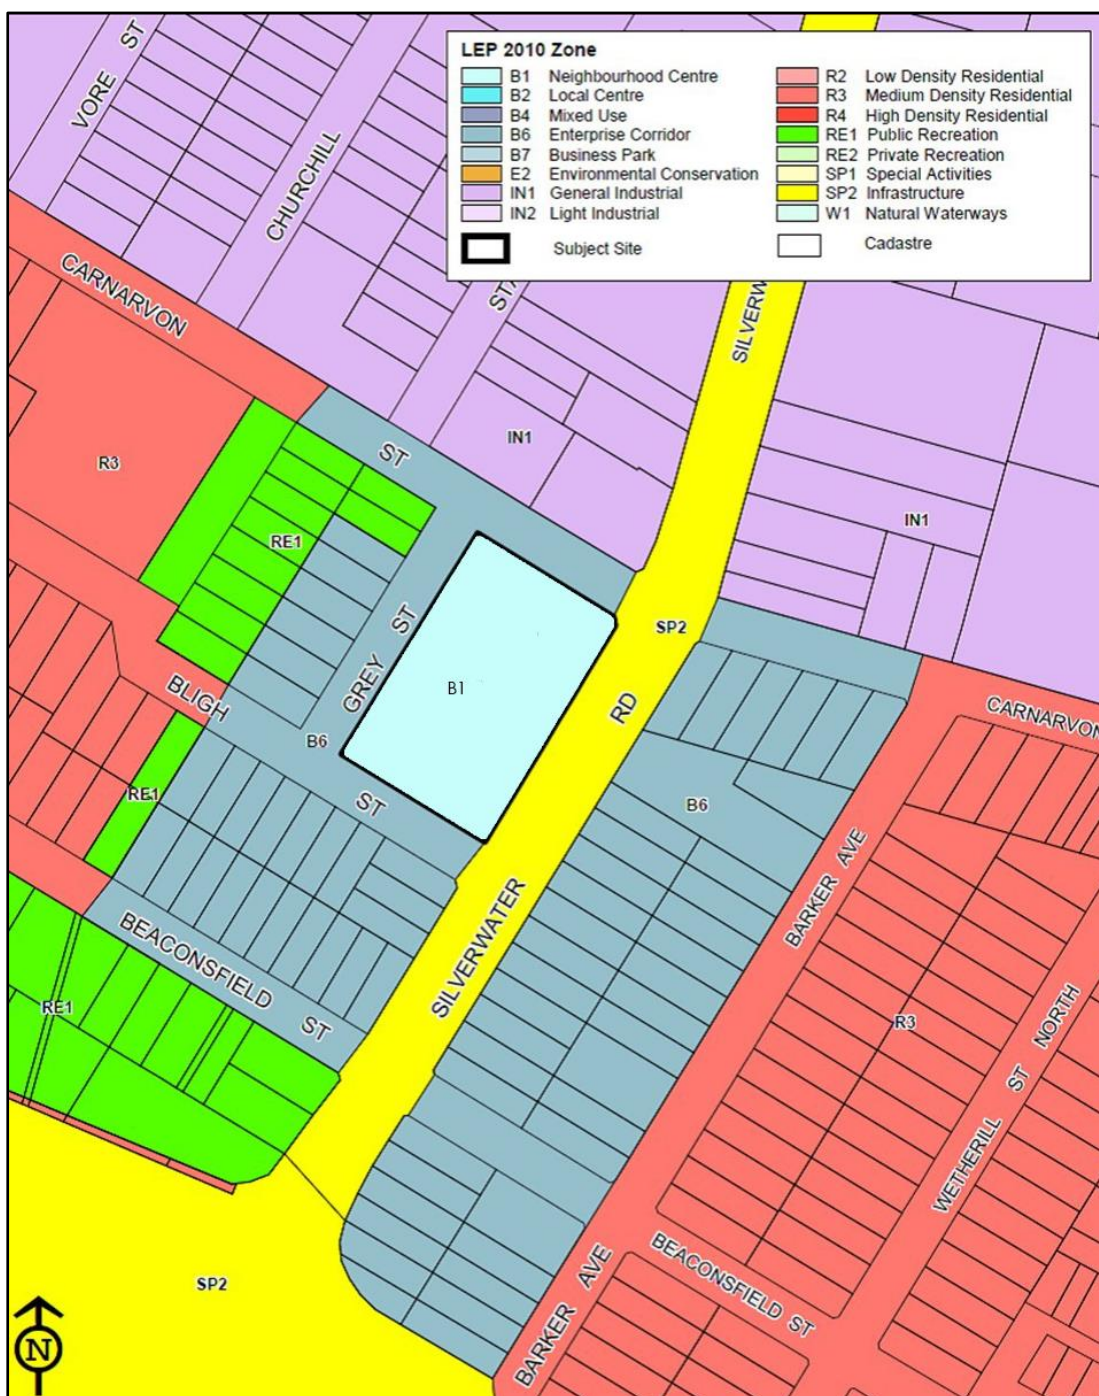 LEP 2010 Zone
B1 Neighbourhood Centre
B2 Local Centre
B4 Mixed Use
B6 Enterprise Corridor
B7 Business Park
E2 Environmental Conservation
IN1 General Industrial
IN2 Light Industrial
Subject Site
R2 Low Density Residential
R3 Medium Density Residential
R4 High Density Residential
RE1 Public Recreation
RE2 Private Recreation
SP1 Special Activities
SP2 Infrastructure
W1 Natural Waterways
Cadastre
VORE ST
CHURCHILL
STA
SILVERW
CARNARVON
ST
IN1
R3
IN1
RE1
GREY ST
SP2
B1
RD
BLIGH
ST
CARNARVON
B6
RE1
B6
BARKER AVE
SILVERWATER
BEACONSFIELD
ST
RE1
R3
WETHERILL ST NORTH
BEACONSFIELD ST
BARKER AVE
SP2
N